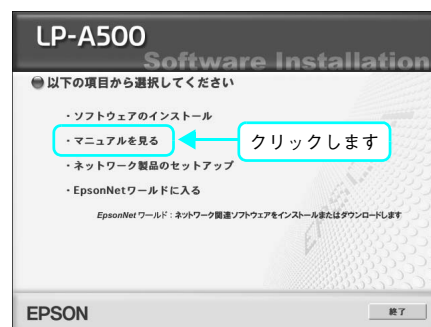 LP-A500
Software Installation
以下の項目から選択してください
・ソフトウェアのインストール
・マニュアルを見る
クリックします
・ネットワーク製品のセットアップ
・EpsonNetワールドに入る
EpsonNet ワールド：ネットワーク関連ソフトウェアをインストールまたはダウンロードします
EPSON
終了